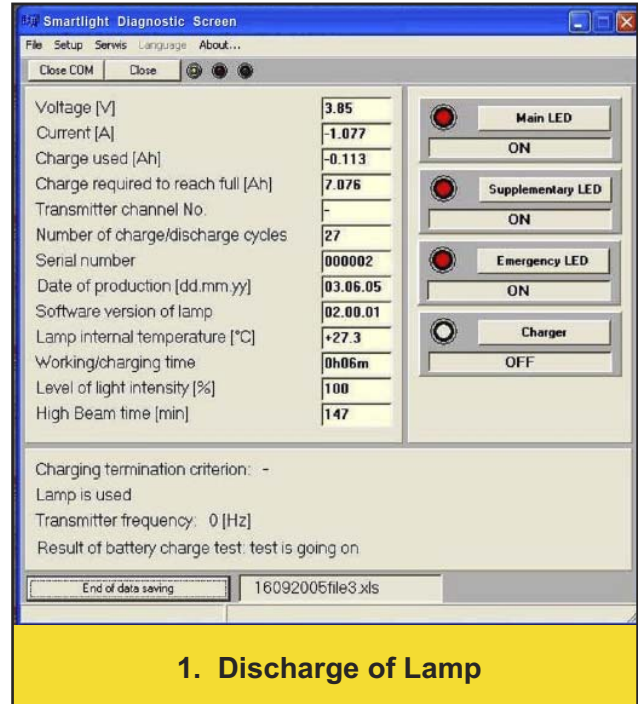 Smartlight Diagnostic Screen
File Setup Serwis Language About...
Close COM Close
Voltage [V] 3.85
Current [A] -1.077
Charge used [Ah] -0.113
Charge required to reach full [Ah] 7.076
Transmitter channel No. -
Number of charge/discharge cycles 27
Serial number 000002
Date of production [dd.mm.yy] 03.06.05
Software version of lamp 02.00.01
Lamp internal temperature [°C] +27.3
Working/charging time 0h06m
Level of light intensity [%] 100
High Beam time [min] 147
Main LED
ON
Supplementary LED
ON
Emergency LED
ON
Charger
OFF
Charging termination criterion: -
Lamp is used
Transmitter frequency: 0 [Hz]
Result of battery charge test: test is going on
End of data saving 16092005file3.xls
1. Discharge of Lamp